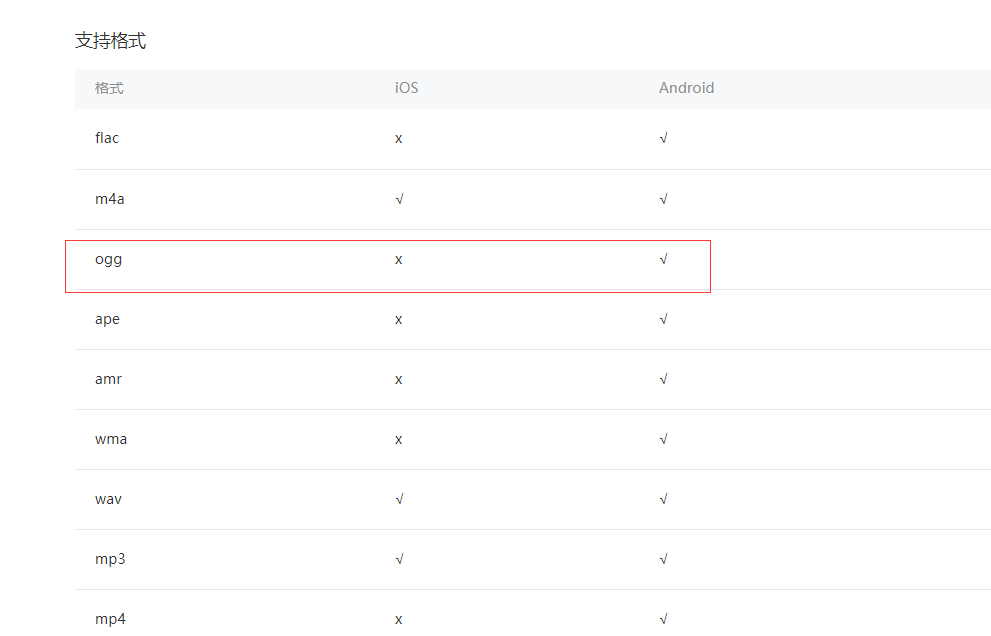 支持格式
格式 iOS Android
flac x √
m4a √ √
ogg x √
ape x √
amr x √
wma x √
wav √ √
mp3 √ √
mp4 x √